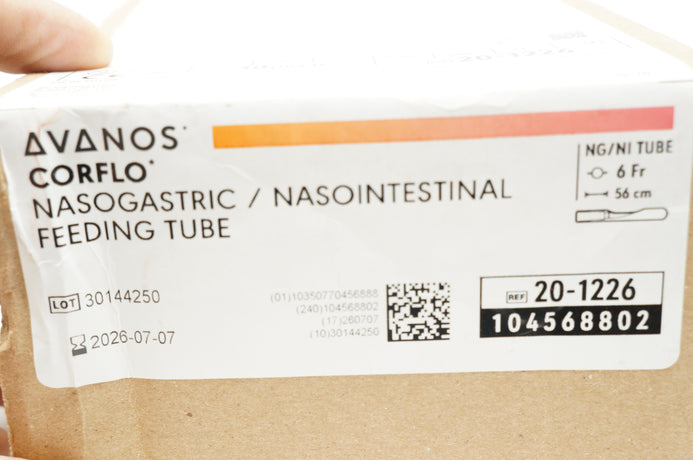 AVANOS*
CORFLO*
NASOGASTRIC / NASOINTESTINAL
FEEDING TUBE
NG/NI TUBE
6 Fr
56 cm
LOT 30144250
2026-07-07
(01)10350770456888
(240)104568802
(17)260707
(10)30144250
REF 20-1226
104568802